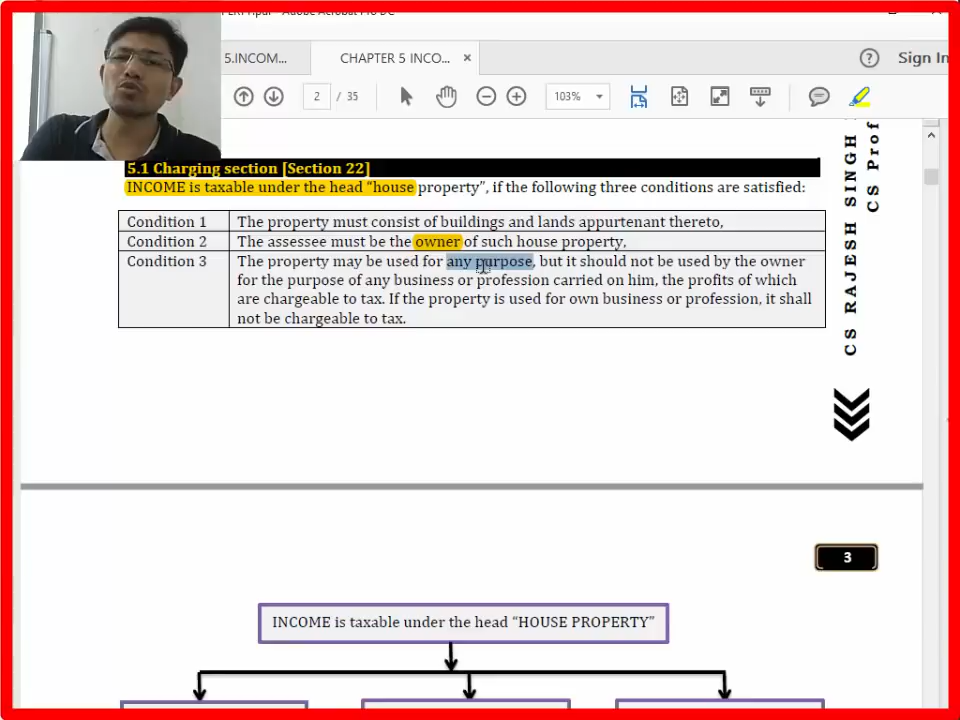 5.INCOM...
CHAPTER 5 INCO... ×
? Sign In
2 / 35
103%
5.1 Charging section [Section 22]
INCOME is taxable under the head “house property”, if the following three conditions are satisfied:
Condition 1 The property must consist of buildings and lands appurtenant thereto,
Condition 2 The assessee must be the owner of such house property,
Condition 3 The property may be used for any purpose, but it should not be used by the owner
for the purpose of any business or profession carried on him, the profits of which
are chargeable to tax. If the property is used for own business or profession, it shall
not be chargeable to tax.
CS RAJESH SINGH
CS Prof
3
INCOME is taxable under the head “HOUSE PROPERTY”